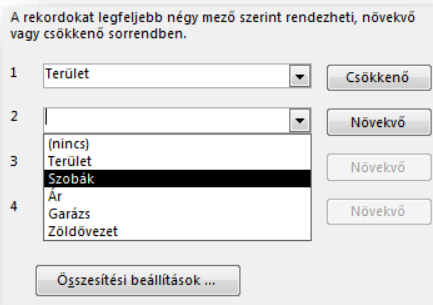 A rekordokat legfeljebb négy mező szerint rendezheti, növekvő
vagy csökkenő sorrendben.
1 Terület Csökkenő
2 Növekvő
(nincs)
3 Terület Növekvő
Szobák
Ár
4 Garázs Növekvő
Zöldövezet
Összesítési beállítások ...